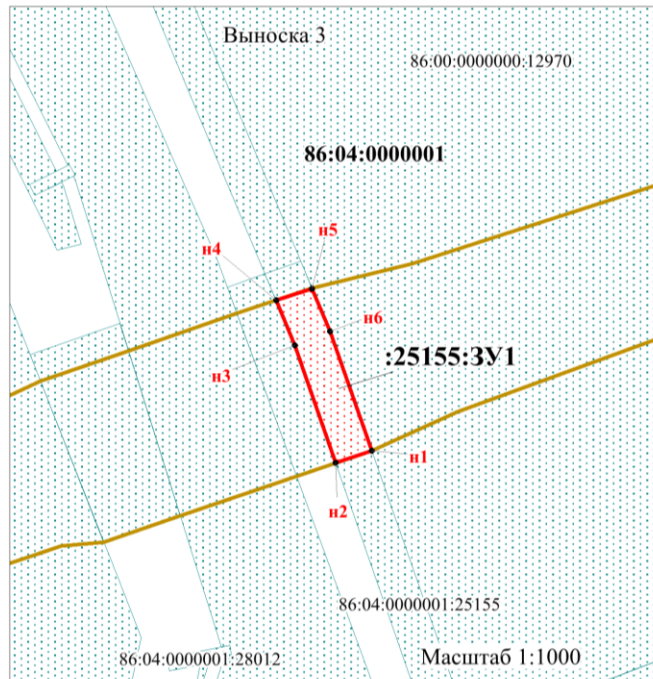 Выноска 3
86:00:0000000:12970
86:04:0000001
н5
н4
н6
н3
:25155:ЗУ1
н1
н2
86:04:0000001:25155
86:04:0000001:28012
Масштаб 1:1000